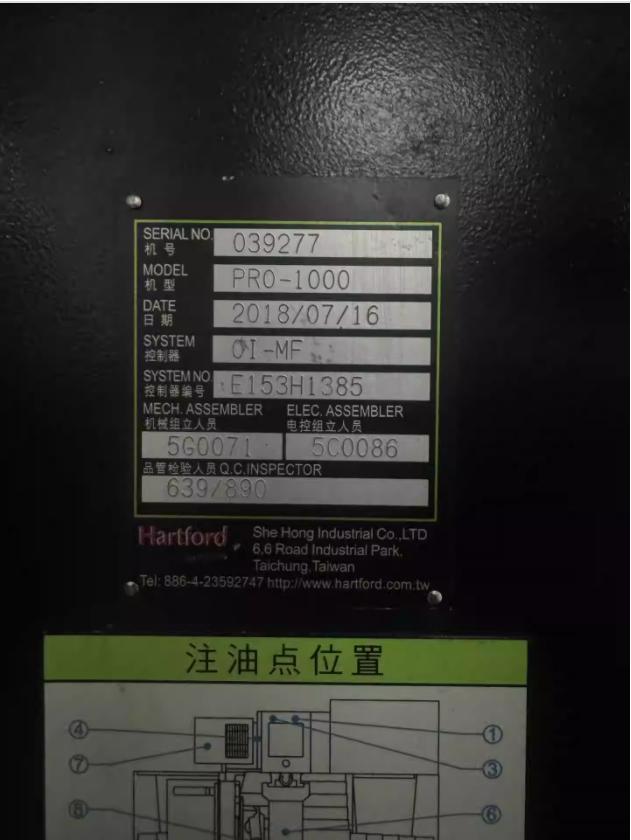 SERIAL NO. 039277
机 号
MODEL PRO-1000
机 型
DATE 2018/07/16
日 期
SYSTEM 0I-MF
控制器
SYSTEM NO. E153H1385
控制器编号
MECH. ASSEMBLER ELEC. ASSEMBLER
机械组立人员 电控组立人员
5G0071 5C0086
品管检验人员 Q.C.INSPECTOR
639/890
Hartford She Hong Industrial Co.,LTD
6,6 Road Industrial Park,
Taichung,Taiwan
Tel: 886-4-23592747 http://www.hartford.com.tw
注油点位置
④ ①
⑦ ③
⑧ ⑥